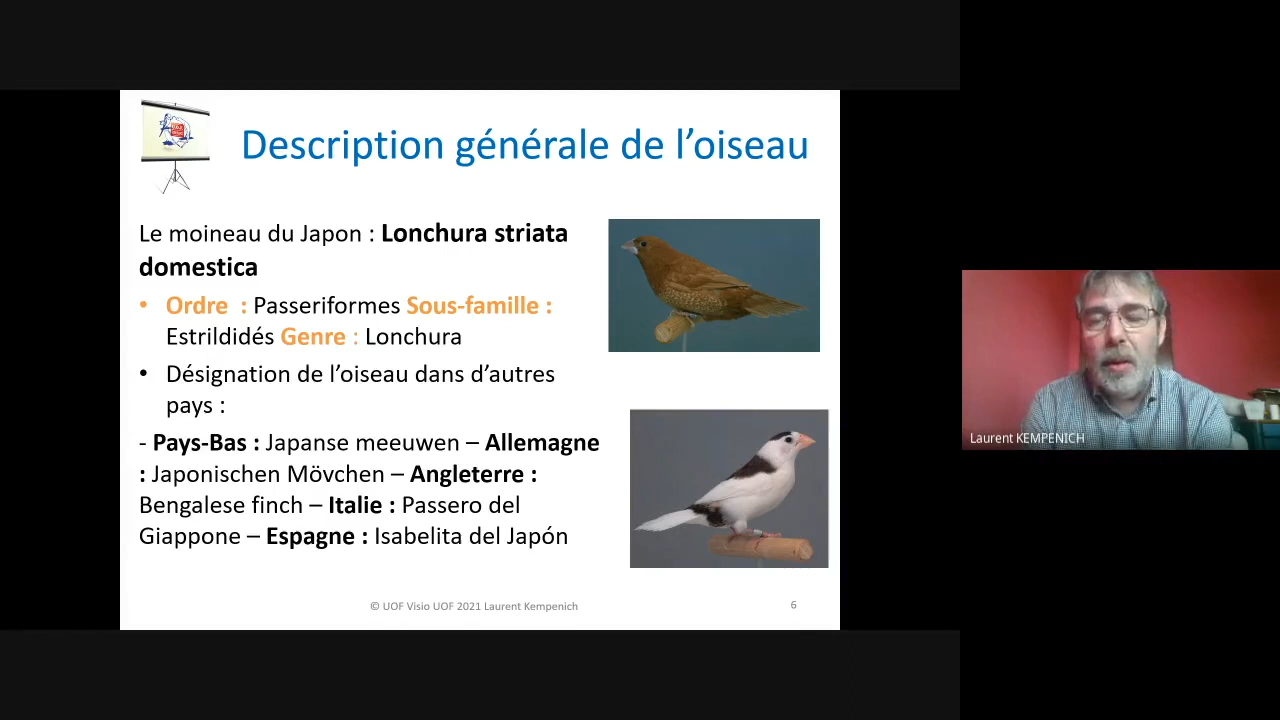 Description générale de l’oiseau
Le moineau du Japon : Lonchura striata
domestica
• Ordre : Passeriformes Sous-famille :
Estrildidés Genre : Lonchura
• Désignation de l’oiseau dans d’autres
pays :
- Pays-Bas : Japanse meeuwen – Allemagne
: Japonischen Mövchen – Angleterre :
Bengalese finch – Italie : Passero del
Giappone – Espagne : Isabelita del Japón
© UOF Visio UOF 2021 Laurent Kempenich
6
Laurent KEMPENICH